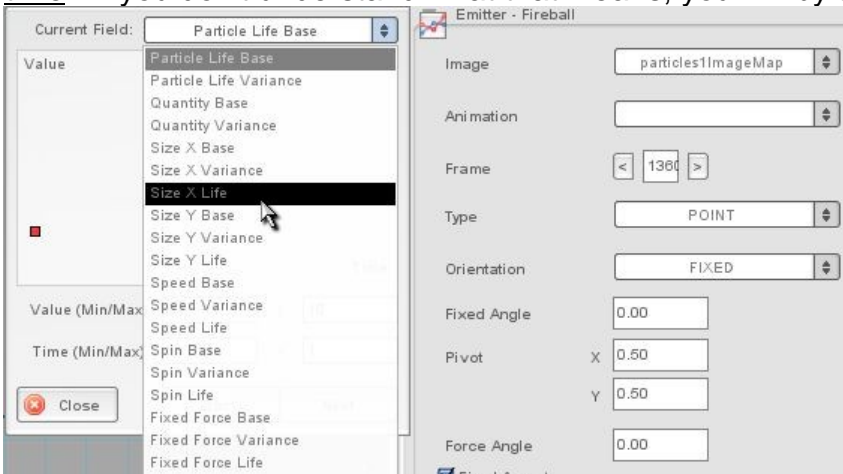 Current Field:
Particle Life Base
Value
Particle Life Base
Particle Life Variance
Quantity Base
Quantity Variance
Size X Base
Size X Variance
Size X Life
Size Y Base
Size Y Variance
Size Y Life
Speed Base
Speed Variance
Speed Life
Spin Base
Spin Variance
Spin Life
Fixed Force Base
Fixed Force Variance
Fixed Force Life
Value (Min/Max
10
Time (Min/Max)
1
Close
Emitter - Fireball
Image
particles1ImageMap
Animation
Frame
< 136 >
Type
POINT
Orientation
FIXED
Fixed Angle
0.00
Pivot
X 0.50
Y 0.50
Force Angle
0.00